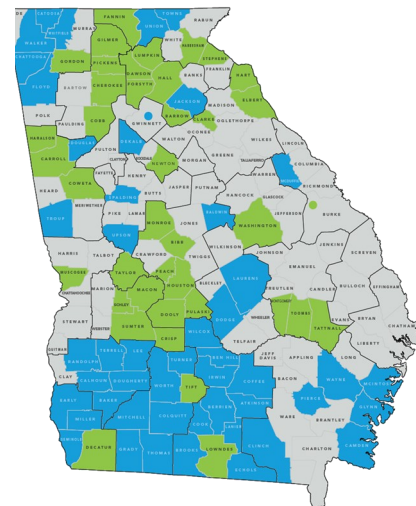 DE
CATOOSA
TOWNS
FANNIN
RABUN
WALKER
WHITFIELD
MURRAY
UNION
GILMER
WHITE
HABERSHAM
CHATTOOGA
LUMPKIN
STEPHENS
GORDON
PICKENS
DAWSON
BANKS
FRANKLIN
HART
FLOYD
BARTOW
CHEROKEE
FORSYTH
HALL
ELBERT
JACKSON
MADISON
POLK
COBB
BARROW
CLARKE
OGLETHORPE
PAULDING
GWINNETT
OCONEE
HARALSON
DOUGLAS
DEKALB
WALTON
WILKES
LINCOLN
CARROLL
FULTON
CLAYTON
ROCKDALE
NEWTON
MORGAN
GREENE
TALIAFERRO
COLUMBIA
HENRY
WARREN
COWETA
FAYETTE
RICHMOND
HEARD
SPALDING
BUTTS
JASPER
PUTNAM
HANCOCK
MERIWETHER
GLASCOCK
TROUP
PIKE
LAMAR
MONROE
JONES
BALDWIN
WASHINGTON
JEFFERSON
BURKE
UPSON
BIBB
WILKINSON
JENKINS
SCREVEN
HARRIS
TALBOT
CRAWFORD
TWIGGS
JOHNSON
EMANUEL
MUSCOGEE
TAYLOR
PEACH
HOUSTON
BLECKLEY
LAURENS
CHATTAHOOCHEE
MARION
MACON
TREUTLEN
CANDLER
BULLOCH
EFFINGHAM
SCHLEY
PULASKI
STEWART
WEBSTER
SUMTER
DOOLY
DODGE
WHEELER
TOOMBS
EVANS
BRYAN
CHATHAM
TATTNALL
WILCOX
TELFAIR
LIBERTY
QUITMAN
TERRELL
LEE
CRISP
JEFF
DAVIS
APPLING
LONG
RANDOLPH
TURNER
BEN HILL
CLAY
CALHOUN
DOUGHERTY
WORTH
IRWIN
COFFEE
BACON
WAYNE
MCINTOSH
TIFT
EARLY
BAKER
BERRIEN
ATKINSON
PIERCE
GLYNN
MILLER
MITCHELL
COLQUITT
COOK
WARE
BRANTLEY
LANIER
DECATUR
GRADY
THOMAS
BROOKS
LOWNDES
CLINCH
CHARLTON
CAMDEN
ECHOLS